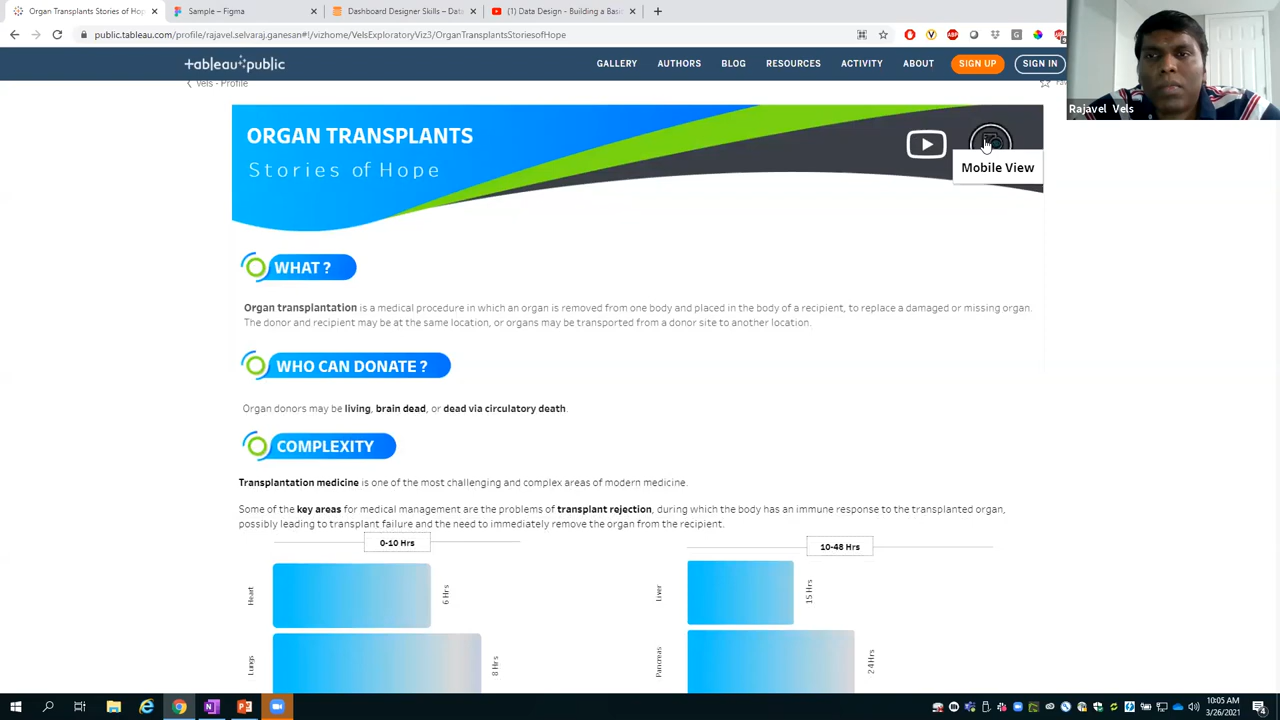 Organ Transplants Stories of Hop
Sample – Figma
Dashboard Designer Skills – Data
(1) Data Design - Building a Basic
public.tableau.com/profile/rajavel.selvaraj.ganesan#!/vizhome/VelsExploratoryViz3/OrganTransplantsStoriesofHope
tableau public
GALLERY AUTHORS BLOG RESOURCES ACTIVITY ABOUT SIGN UP SIGN IN
Rajavel Vels
Vels - Profile
ORGAN TRANSPLANTS
Stories of Hope
Mobile View
WHAT ?
Organ transplantation is a medical procedure in which an organ is removed from one body and placed in the body of a recipient, to replace a damaged or missing organ.
The donor and recipient may be at the same location, or organs may be transported from a donor site to another location.
WHO CAN DONATE ?
Organ donors may be living, brain dead, or dead via circulatory death.
COMPLEXITY
Transplantation medicine is one of the most challenging and complex areas of modern medicine.
Some of the key areas for medical management are the problems of transplant rejection, during which the body has an immune response to the transplanted organ,
possibly leading to transplant failure and the need to immediately remove the organ from the recipient.
0-10 Hrs
10-48 Hrs
Heart
6 Hrs
Liver
15 Hrs
Lungs
8 Hrs
Pancreas
24 Hrs
10:05 AM
3/26/2021